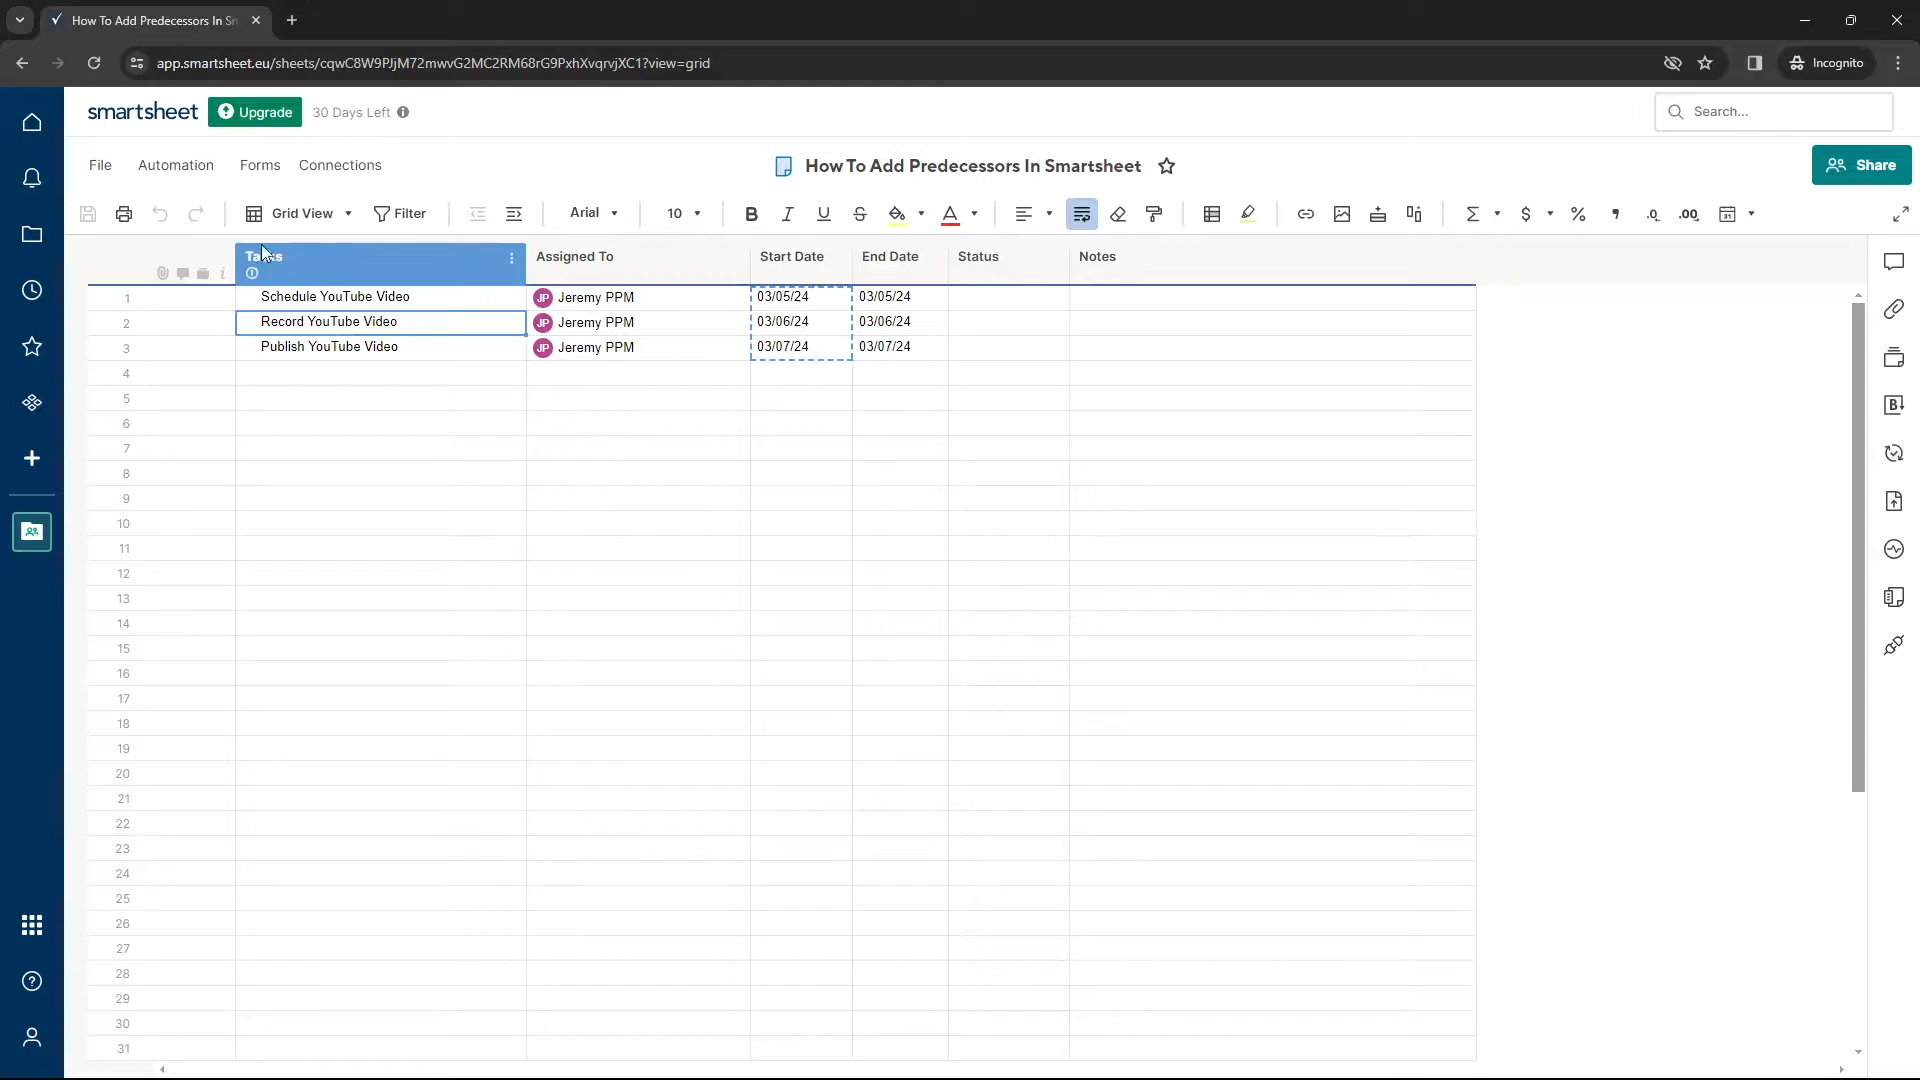 How To Add Predecessors In Sm
app.smartsheet.eu/sheets/cqwC8W9PJjM72mwvG2MC2RM68rG9PxhXvqrvjXC1?view=grid
Incognito
smartsheet Upgrade 30 Days Left
Search...
File Automation Forms Connections
How To Add Predecessors In Smartsheet
Share
Grid View Filter Arial 10 B I U S A Σ $ % , .0 .00
Tasks Assigned To Start Date End Date Status Notes
1 Schedule YouTube Video JP Jeremy PPM 03/05/24 03/05/24
2 Record YouTube Video JP Jeremy PPM 03/06/24 03/06/24
3 Publish YouTube Video JP Jeremy PPM 03/07/24 03/07/24
4
5
6
7
8
9
10
11
12
13
14
15
16
17
18
19
20
21
22
23
24
25
26
27
28
29
30
31